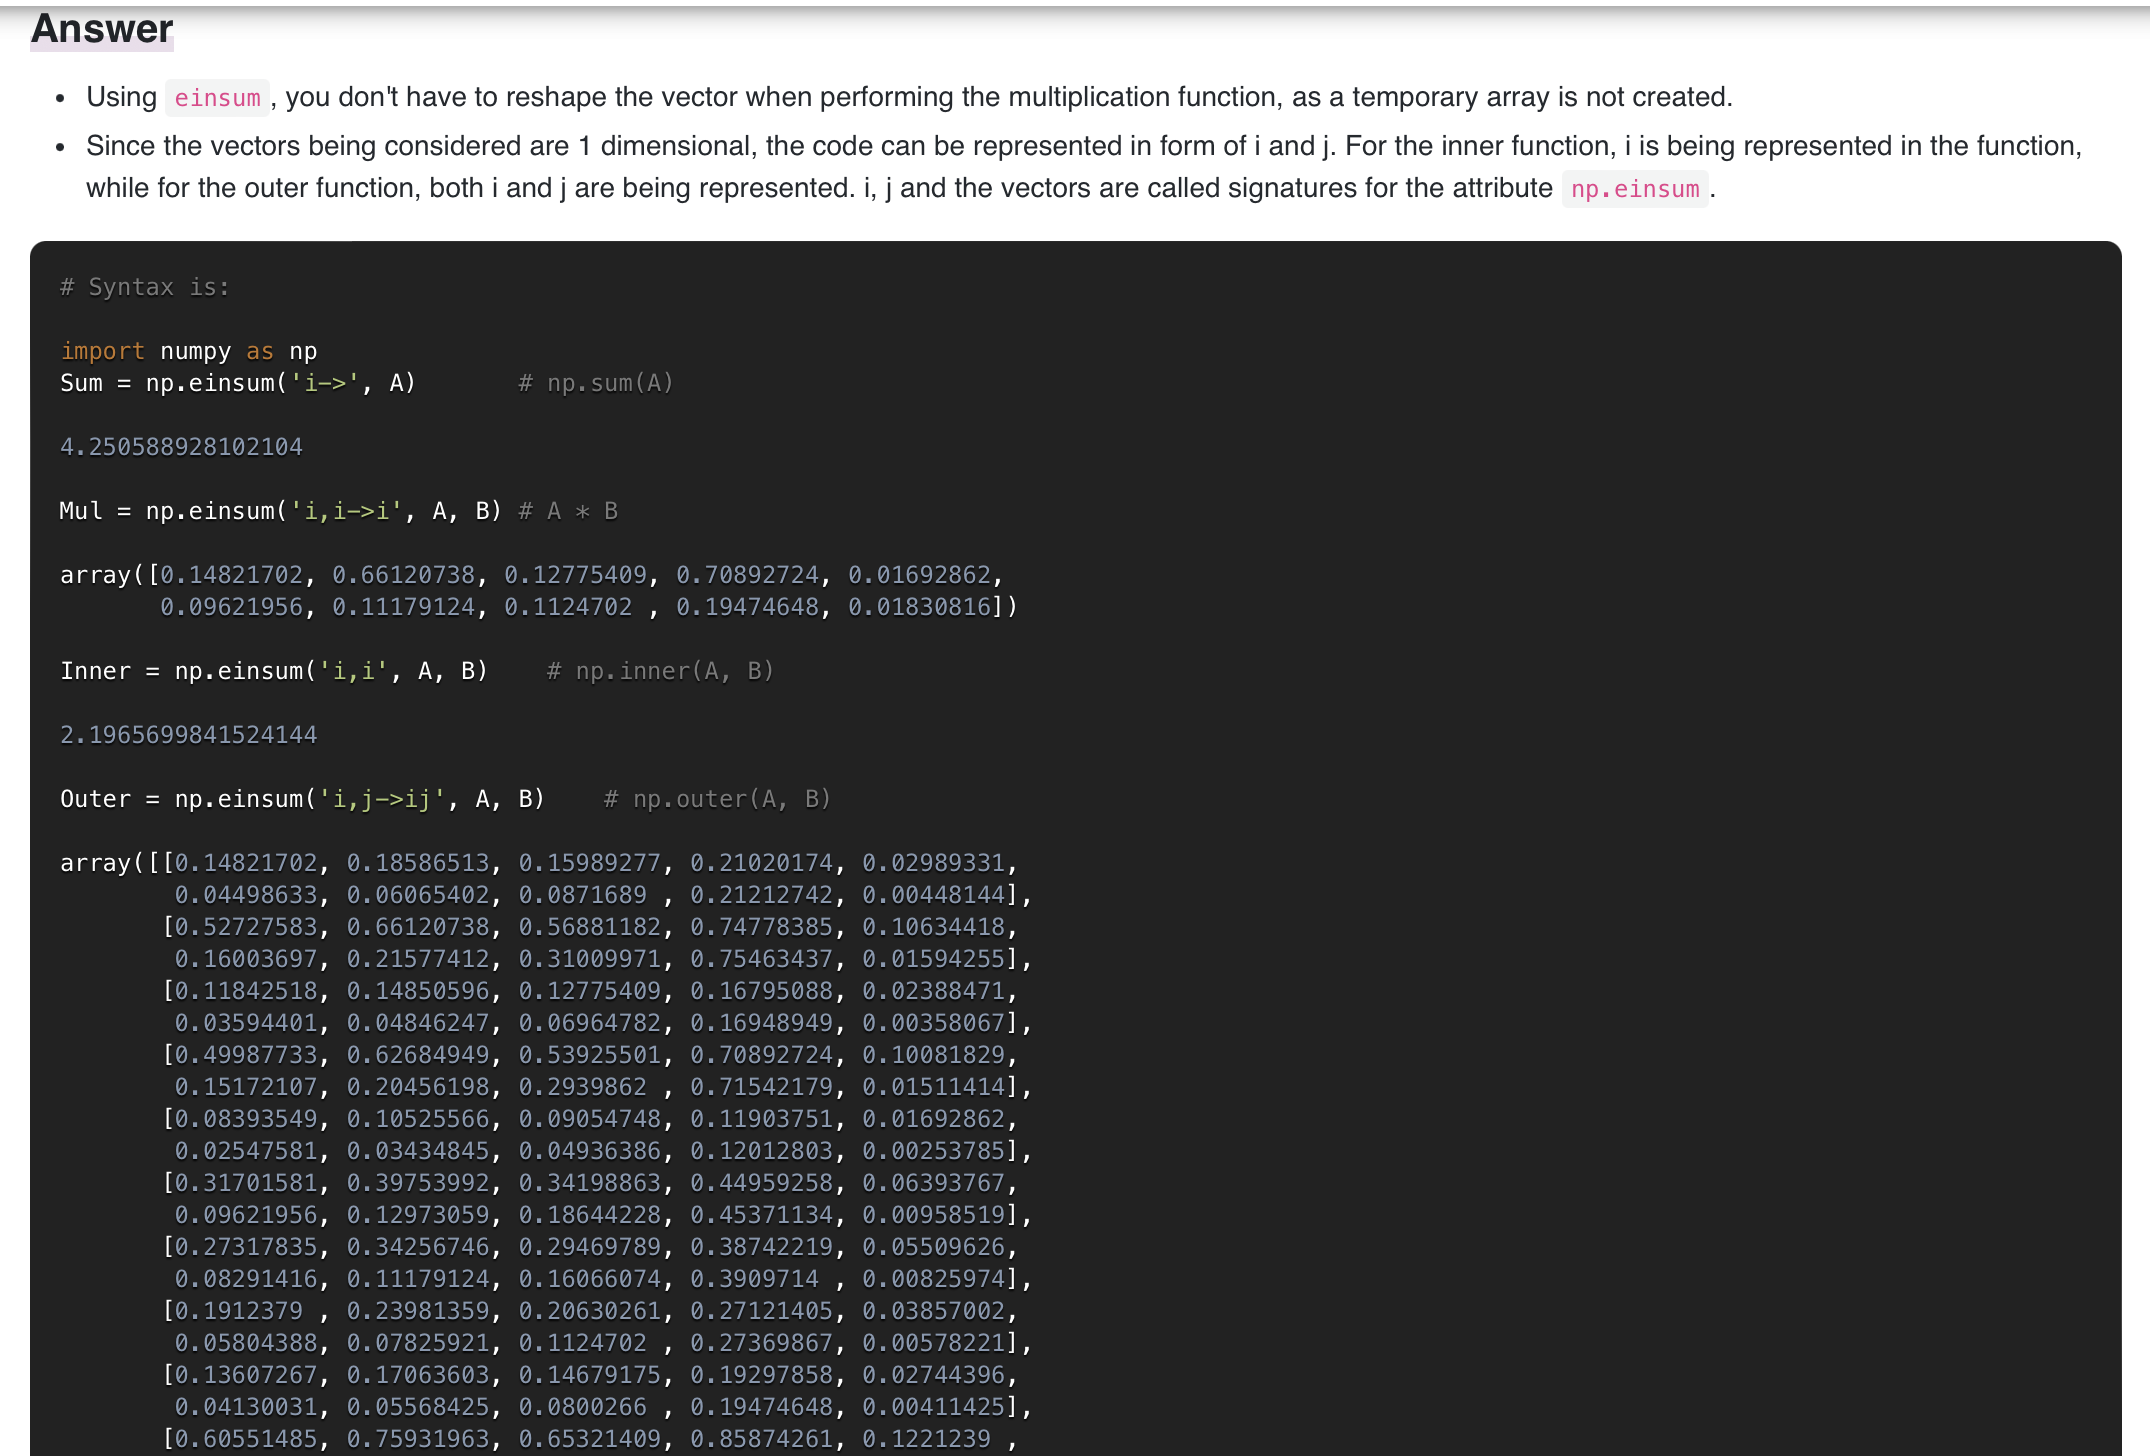 Answer
• Using einsum, you don't have to reshape the vector when performing the multiplication function, as a temporary array is not created.
• Since the vectors being considered are 1 dimensional, the code can be represented in form of i and j. For the inner function, i is being represented in the function,
while for the outer function, both i and j are being represented. i, j and the vectors are called signatures for the attribute np.einsum.
# Syntax is:
import numpy as np
Sum = np.einsum('i->', A)       # np.sum(A)
4.250588928102104
Mul = np.einsum('i,i->i', A, B) # A * B
array([0.14821702, 0.66120738, 0.12775409, 0.70892724, 0.01692862,
       0.09621956, 0.11179124, 0.1124702 , 0.19474648, 0.01830816])
Inner = np.einsum('i,i', A, B)    # np.inner(A, B)
2.1965699841524144
Outer = np.einsum('i,j->ij', A, B)    # np.outer(A, B)
array([[0.14821702, 0.18586513, 0.15989277, 0.21020174, 0.02989331,
        0.04498633, 0.06065402, 0.0871689 , 0.21212742, 0.00448144],
       [0.52727583, 0.66120738, 0.56881182, 0.74778385, 0.10634418,
        0.16003697, 0.21577412, 0.31009971, 0.75463437, 0.01594255],
       [0.11842518, 0.14850596, 0.12775409, 0.16795088, 0.02388471,
        0.03594401, 0.04846247, 0.06964782, 0.16948949, 0.00358067],
       [0.49987733, 0.62684949, 0.53925501, 0.70892724, 0.10081829,
        0.15172107, 0.20456198, 0.2939862 , 0.71542179, 0.01511414],
       [0.08393549, 0.10525566, 0.09054748, 0.11903751, 0.01692862,
        0.02547581, 0.03434845, 0.04936386, 0.12012803, 0.00253785],
       [0.31701581, 0.39753992, 0.34198863, 0.44959258, 0.06393767,
        0.09621956, 0.12973059, 0.18644228, 0.45371134, 0.00958519],
       [0.27317835, 0.34256746, 0.29469789, 0.38742219, 0.05509626,
        0.08291416, 0.11179124, 0.16066074, 0.3909714 , 0.00825974],
       [0.1912379 , 0.23981359, 0.20630261, 0.27121405, 0.03857002,
        0.05804388, 0.07825921, 0.1124702 , 0.27369867, 0.00578221],
       [0.13607267, 0.17063603, 0.14679175, 0.19297858, 0.02744396,
        0.04130031, 0.05568425, 0.0800266 , 0.19474648, 0.00411425],
       [0.60551485, 0.75931963, 0.65321409, 0.85874261, 0.1221239 ,